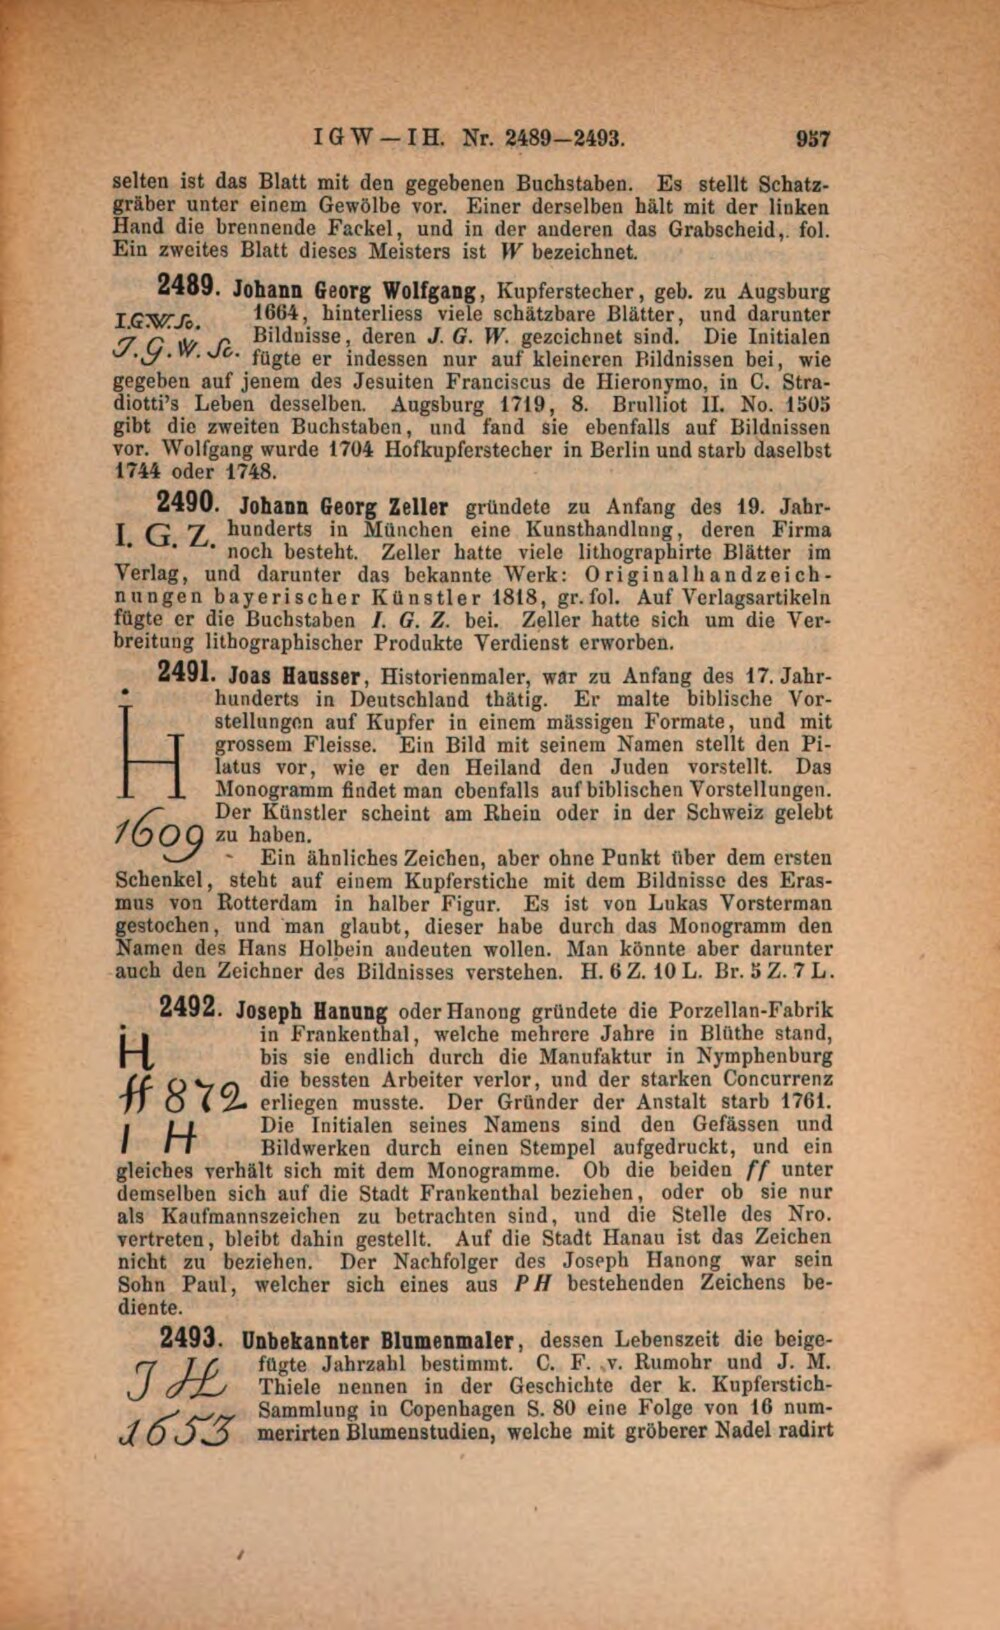 IGW — IH. Nr. 2489—2493. 957
selten ist das Blatt mit den gegebenen Buchstaben. Es stellt Schatz-
gräber unter einem Gewölbe vor. Einer derselben hält mit der linken
Hand die brennende Fackel, und in der anderen das Grabscheid,. fol.
Ein zweites Blatt dieses Meisters ist W bezeichnet.
2489. Johann Georg Wolfgang, Kupferstecher, geb. zu Augsburg
I.G.W.Sc. 1664, hinterliess viele schätzbare Blätter, und darunter
J.G.W.Sc. Bildnisse, deren J. G. W. gezeichnet sind. Die Initialen
fügte er indessen nur auf kleineren Bildnissen bei, wie
gegeben auf jenem des Jesuiten Franciscus de Hieronymo, in C. Stra-
diotti's Leben desselben. Augsburg 1719, 8. Brulliot II. No. 1505
gibt die zweiten Buchstaben, und fand sie ebenfalls auf Bildnissen
vor. Wolfgang wurde 1704 Hofkupferstecher in Berlin und starb daselbst
1744 oder 1748.
2490. Johann Georg Zeller gründete zu Anfang des 19. Jahr-
I. G. Z. hunderts in München eine Kunsthandlnng, deren Firma
noch besteht. Zeller hatte viele lithographirte Blätter im
Verlag, und darunter das bekannte Werk: Originalhandzeich-
nungen bayerischer Künstler 1818, gr. fol. Auf Verlagsartikeln
fügte er die Buchstaben I. G. Z. bei. Zeller hatte sich um die Ver-
breitung lithographischer Produkte Verdienst erworben.
2491. Joas Hausser, Historienmaler, war zu Anfang des 17. Jahr-
hunderts in Deutschland thätig. Er malte biblische Vor-
stellungen auf Kupfer in einem mässigen Formate, und mit
grossem Fleisse. Ein Bild mit seinem Namen stellt den Pi-
latus vor, wie er den Heiland den Juden vorstellt. Das
Monogramm findet man ebenfalls auf biblischen Vorstellungen.
Der Künstler scheint am Rhein oder in der Schweiz gelebt
1609 zu haben.
Ein ähnliches Zeichen, aber ohne Punkt über dem ersten
Schenkel, steht auf einem Kupferstiche mit dem Bildnisse des Eras-
mus von Rotterdam in halber Figur. Es ist von Lukas Vorsterman
gestochen, und man glaubt, dieser habe durch das Monogramm den
Namen des Hans Holbein andeuten wollen. Man könnte aber darunter
auch den Zeichner des Bildnisses verstehen. H. 6 Z. 10 L. Br. 5 Z. 7 L.
2492. Joseph Hanung oder Hanong gründete die Porzellan-Fabrik
in Frankenthal, welche mehrere Jahre in Blüthe stand,
H bis sie endlich durch die Manufaktur in Nymphenburg
die bessten Arbeiter verlor, und der starken Concurrenz
ff 872 erliegen musste. Der Gründer der Anstalt starb 1761.
I H Die Initialen seines Namens sind den Gefässen und
Bildwerken durch einen Stempel aufgedruckt, und ein
gleiches verhält sich mit dem Monogramme. Ob die beiden ff unter
demselben sich auf die Stadt Frankenthal beziehen, oder ob sie nur
als Kaufmannszeichen zu betrachten sind, und die Stelle des Nro.
vertreten, bleibt dahin gestellt. Auf die Stadt Hanau ist das Zeichen
nicht zu beziehen. Der Nachfolger des Joseph Hanong war sein
Sohn Paul, welcher sich eines aus PH bestehenden Zeichens be-
diente.
2493. Unbekannter Blumenmaler, dessen Lebenszeit die beige-
J H fügte Jahrzahl bestimmt. C. F. v. Rumohr und J. M.
Thiele nennen in der Geschichte der k. Kupferstich-
Sammlung in Copenhagen S. 80 eine Folge von 16 num-
1653 merirten Blumenstudien, welche mit gröberer Nadel radirt